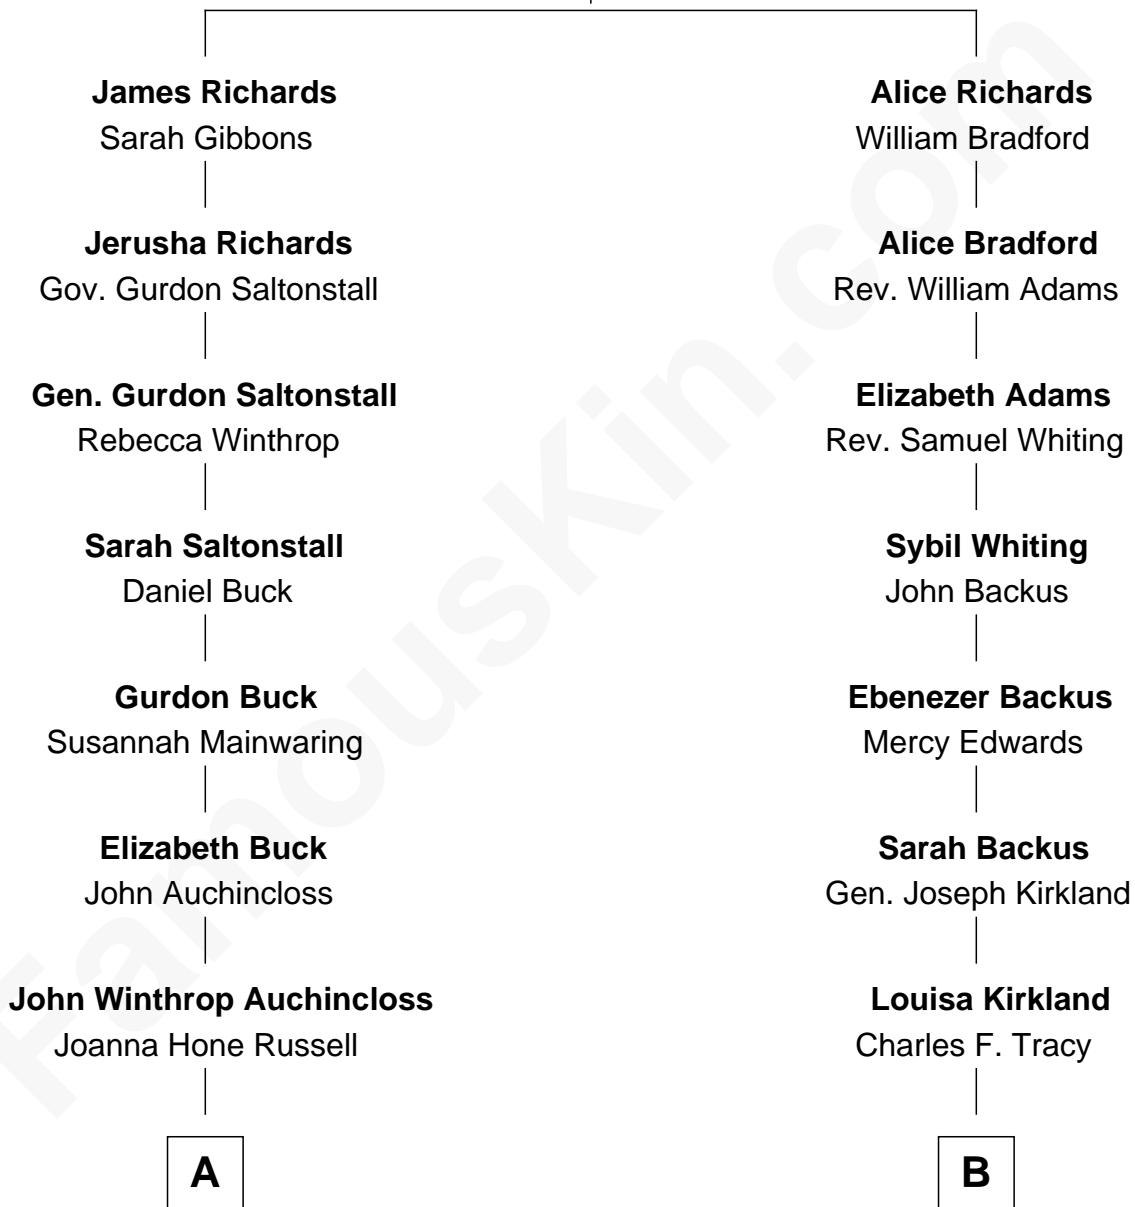 James Richards
Sarah Gibbons
Jerusha Richards
Gov. Gurdon Saltonstall
Gen. Gurdon Saltonstall
Rebecca Winthrop
Sarah Saltonstall
Daniel Buck
Gurdon Buck
Susannah Mainwaring
Elizabeth Buck
John Auchincloss
John Winthrop Auchincloss
Joanna Hone Russell
A
Alice Richards
William Bradford
Alice Bradford
Rev. William Adams
Elizabeth Adams
Rev. Samuel Whiting
Sybil Whiting
John Backus
Ebenezer Backus
Mercy Edwards
Sarah Backus
Gen. Joseph Kirkland
Louisa Kirkland
Charles F. Tracy
B
FamousKin.com